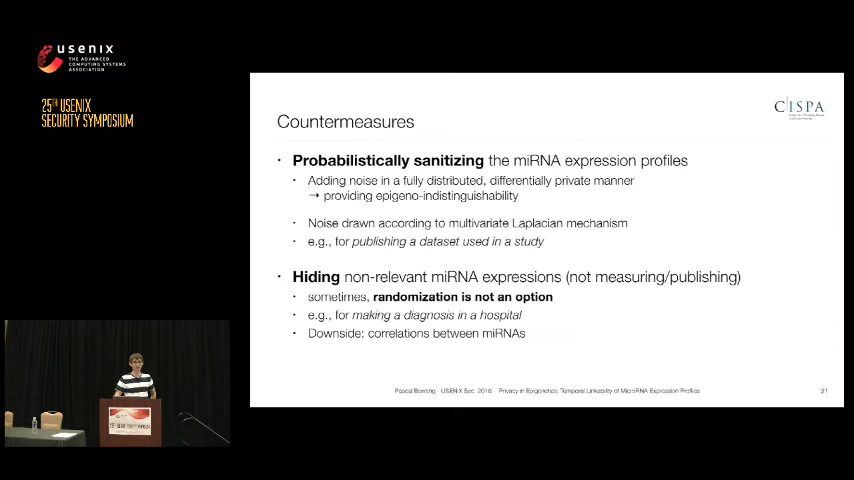 usenix
THE ADVANCED
COMPUTING SYSTEMS
ASSOCIATION
25TH USENIX
SECURITY SYMPOSIUM
CISPA
Countermeasures
· Probabilistically sanitizing the miRNA expression profiles
· Adding noise in a fully distributed, differentially private manner
→ providing epigeno-indistinguishability
· Noise drawn according to multivariate Laplacian mechanism
· e.g., for publishing a dataset used in a study
· Hiding non-relevant miRNA expressions (not measuring/publishing)
· sometimes, randomization is not an option
· e.g., for making a diagnosis in a hospital
· Downside: correlations between miRNAs
Pascal Berrang - USENIX Sec. 2016 - Privacy in Epigenetics: Temporal Linkability of MicroRNA Expression Profiles
21